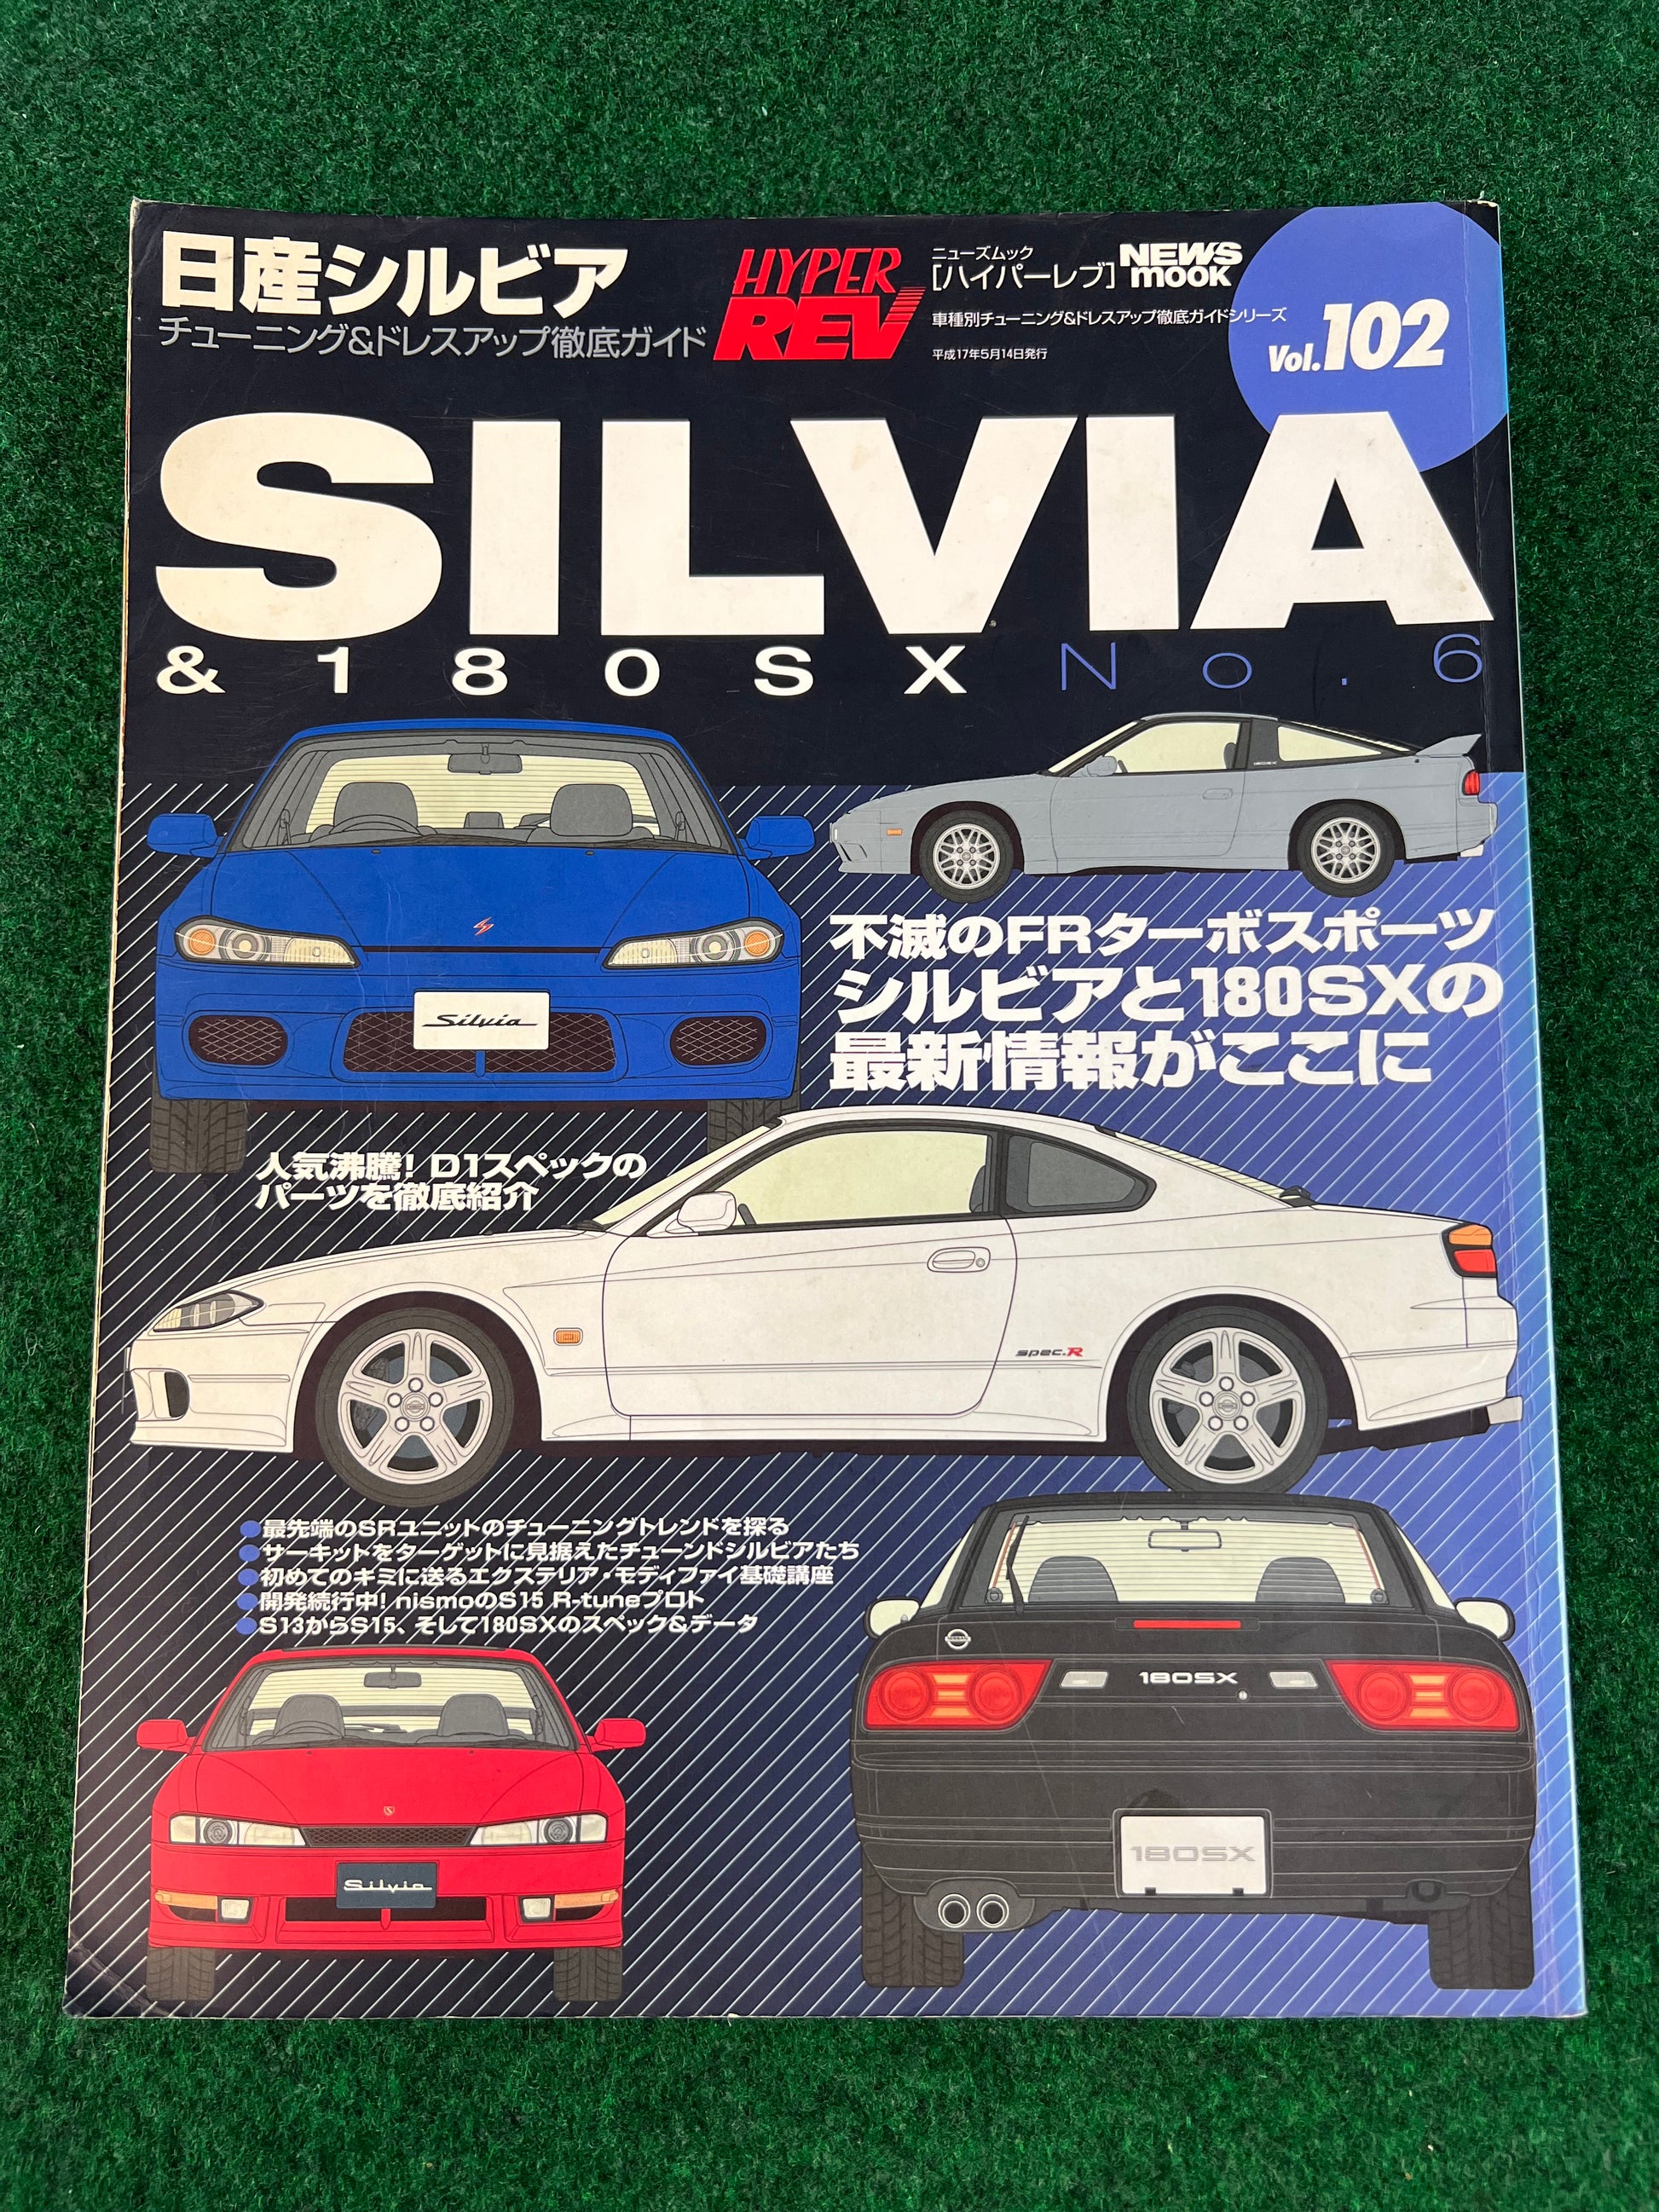 日産シルビア
チューニング&ドレスアップ徹底ガイド
HYPER
REV
ニューズムック
[ハイパーレブ]
NEWS
mook
車種別チューニング&ドレスアップ徹底ガイドシリーズ
平成17年5月14日発行
Vol.102
SILVIA
&180SX No.6
不滅のFRターボスポーツ
シルビアと180SXの
最新情報がここに
Silvia
人気沸騰! D1スペックの
パーツを徹底紹介
spec.R
●最先端のSRユニットのチューニングトレンドを探る
●サーキットをターゲットに見据えたチューンドシルビアたち
●初めてのキミに送るエクステリア・モディファイ基礎講座
●開発続行中! nismoのS15 R-tuneプロト
●S13からS15、そして180SXのスペック&データ
180SX
180SX
Silvia